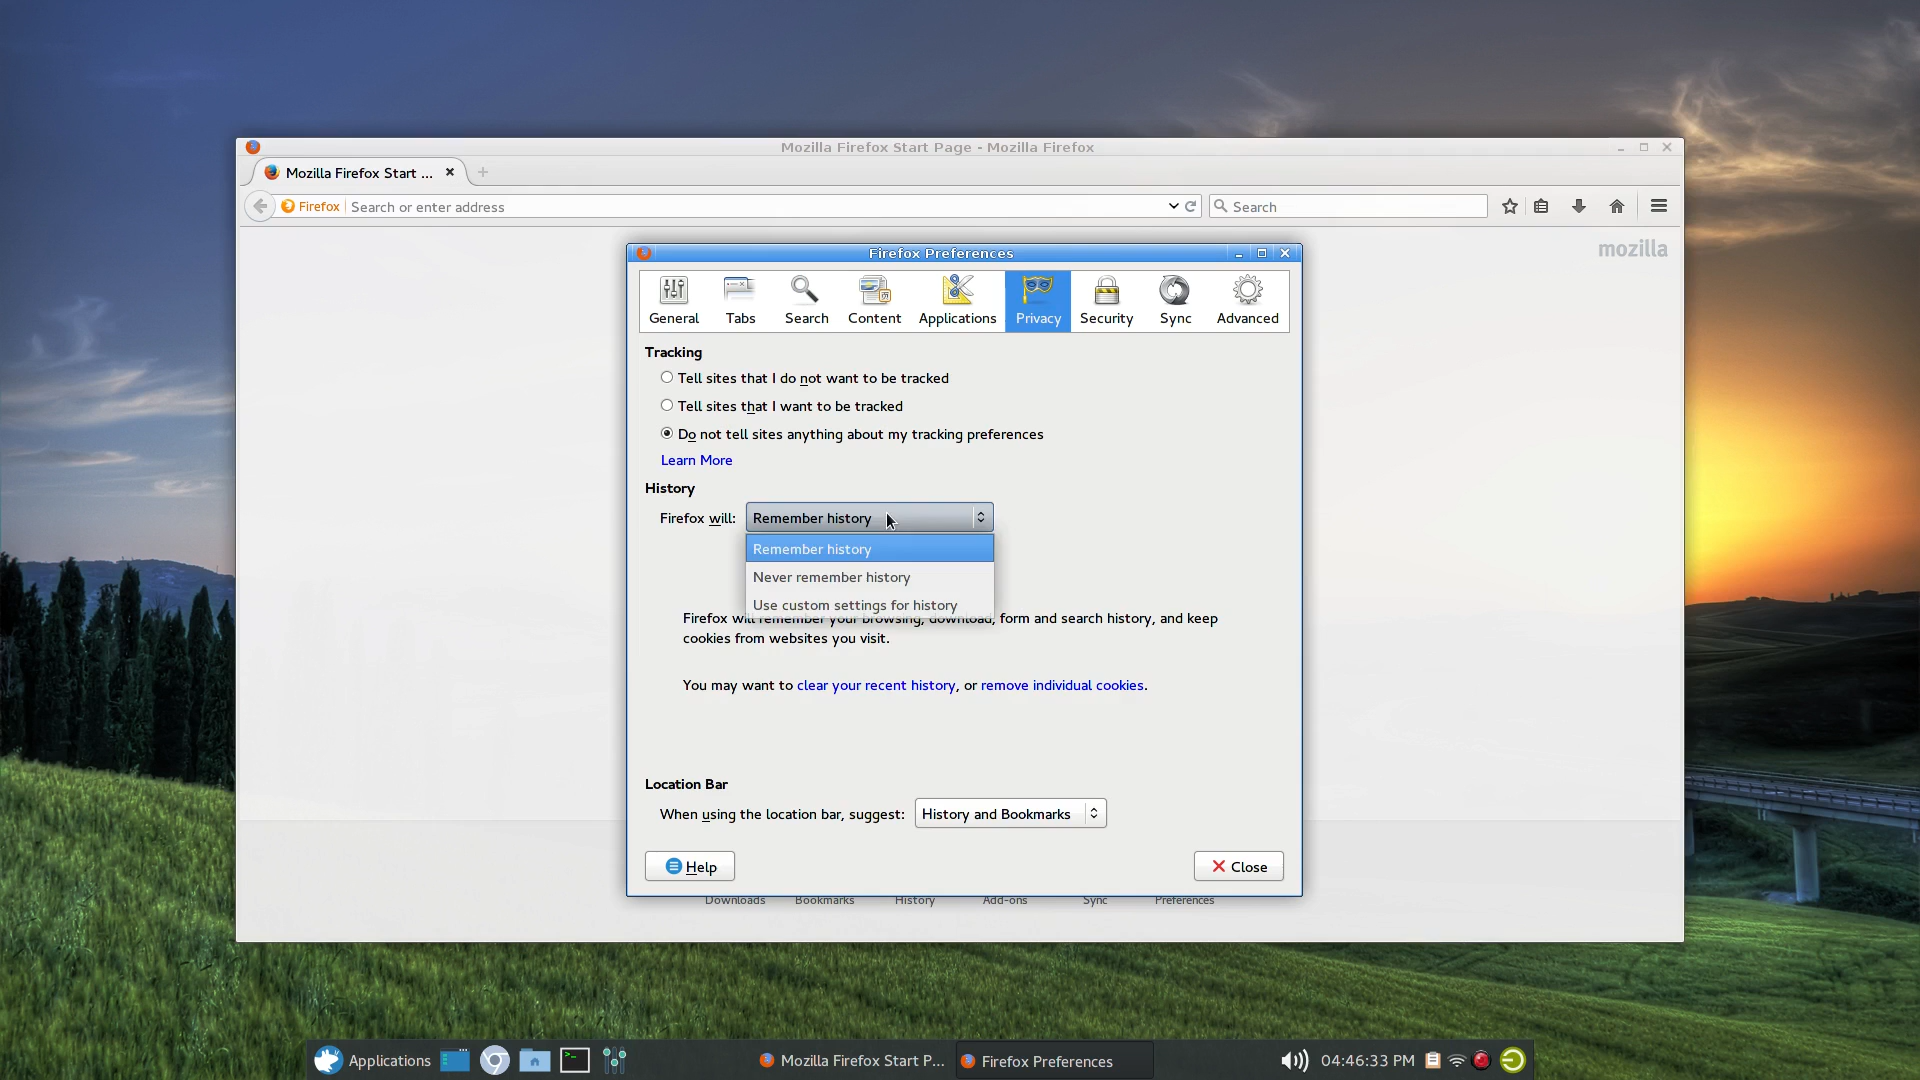 Mozilla Firefox Start Page - Mozilla Firefox
Mozilla Firefox Start ...
Firefox
Search or enter address
Search
mozilla
Firefox Preferences
General
Tabs
Search
Content
Applications
Privacy
Security
Sync
Advanced
Tracking
Tell sites that I do not want to be tracked
Tell sites that I want to be tracked
Do not tell sites anything about my tracking preferences
Learn More
History
Firefox will:
Remember history
Remember history
Never remember history
Use custom settings for history
Firefox will remember your browsing, download, form and search history, and keep
cookies from websites you visit.
You may want to clear your recent history, or remove individual cookies.
Location Bar
When using the location bar, suggest:
History and Bookmarks
Help
Close
Downloads
Bookmarks
History
Add-ons
Sync
Preferences
Applications
Mozilla Firefox Start P...
Firefox Preferences
04:46:33 PM